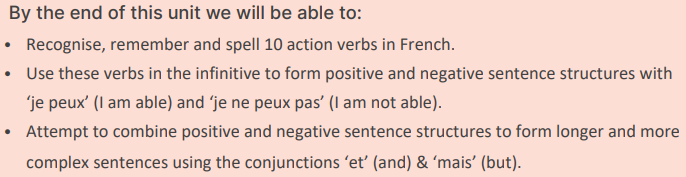 By the end of this unit we will be able to:
• Recognise, remember and spell 10 action verbs in French.
• Use these verbs in the infinitive to form positive and negative sentence structures with
‘je peux’ (I am able) and ‘je ne peux pas’ (I am not able).
• Attempt to combine positive and negative sentence structures to form longer and more
complex sentences using the conjunctions ‘et’ (and) & ‘mais’ (but).